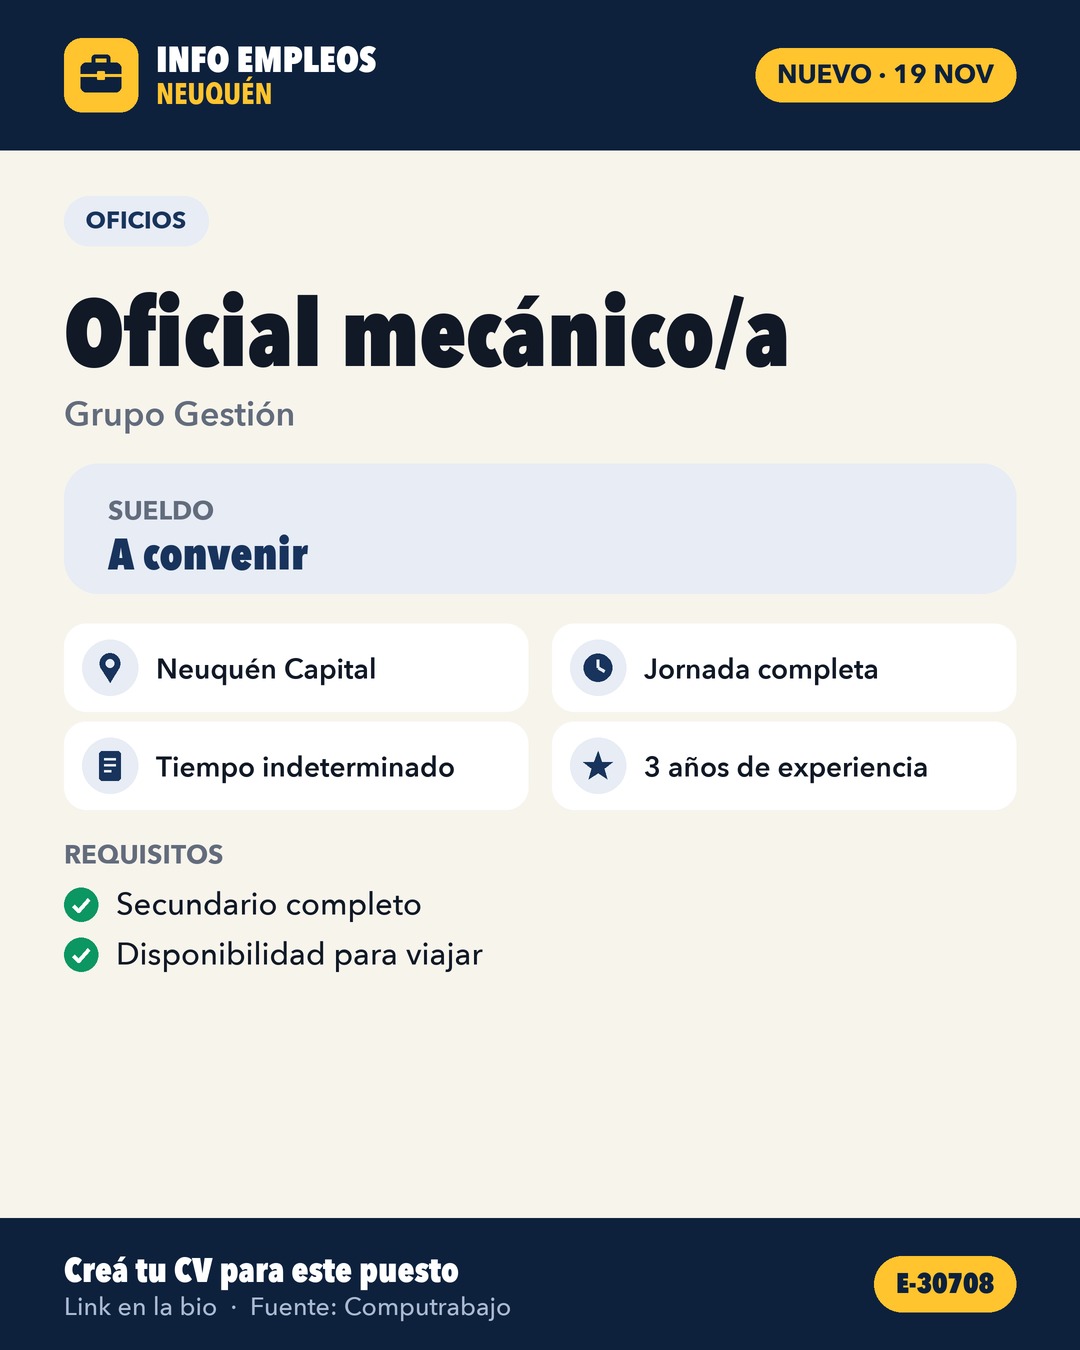 INFO EMPLEOS
NEUQUÉN
NUEVO · 19 NOV
OFICIOS
Oficial mecánico/a
Grupo Gestión
SUELDO
A convenir
Neuquén Capital
Jornada completa
Tiempo indeterminado
3 años de experiencia
REQUISITOS
Secundario completo
Disponibilidad para viajar
Creá tu CV para este puesto
Link en la bio · Fuente: Computrabajo
E-30708